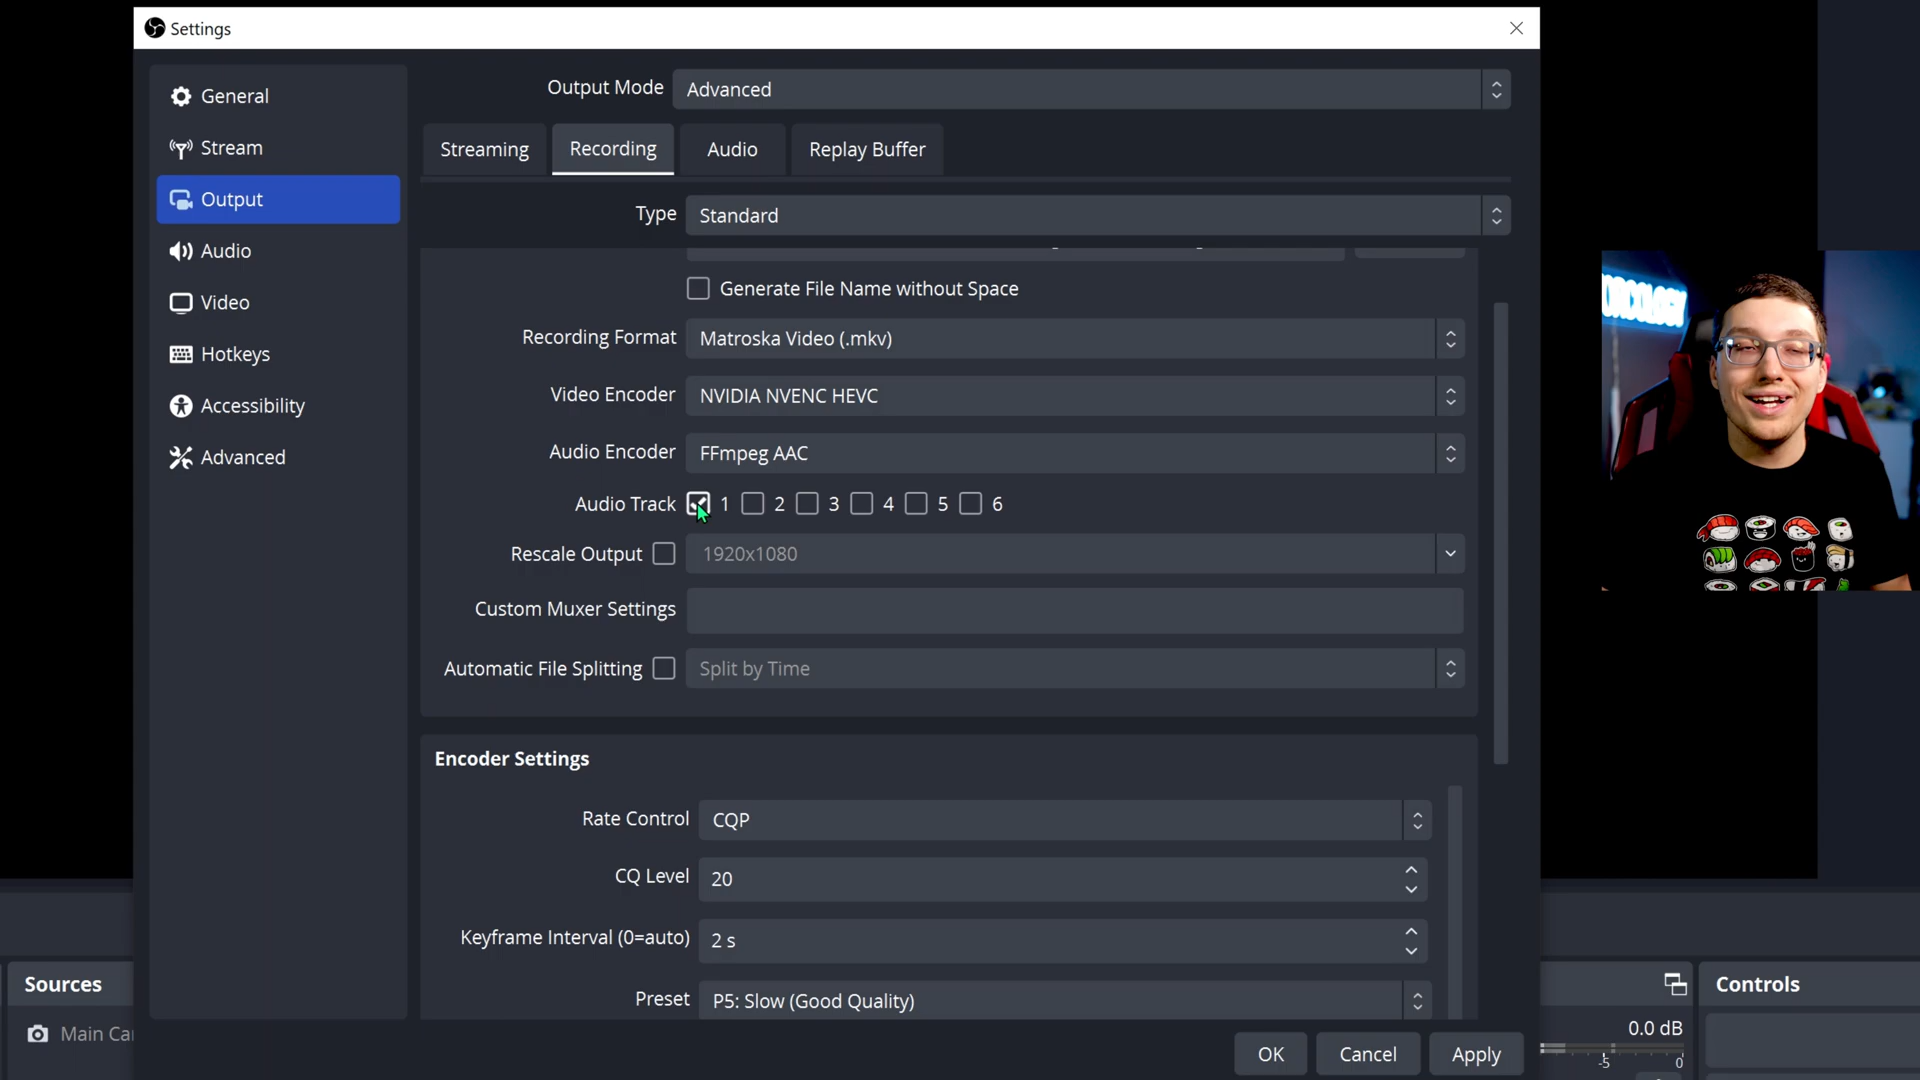 Settings
General
Stream
Output
Audio
Video
Hotkeys
Accessibility
Advanced
Output Mode Advanced
Streaming Recording Audio Replay Buffer
Type Standard
Generate File Name without Space
Recording Format Matroska Video (.mkv)
Video Encoder NVIDIA NVENC HEVC
Audio Encoder FFmpeg AAC
Audio Track 1 2 3 4 5 6
Rescale Output 1920x1080
Custom Muxer Settings
Automatic File Splitting Split by Time
Encoder Settings
Rate Control CQP
CQ Level 20
Keyframe Interval (0=auto) 2 s
Preset P5: Slow (Good Quality)
OK Cancel Apply
Sources
Main Ca
Controls
0.0 dB
-5 0